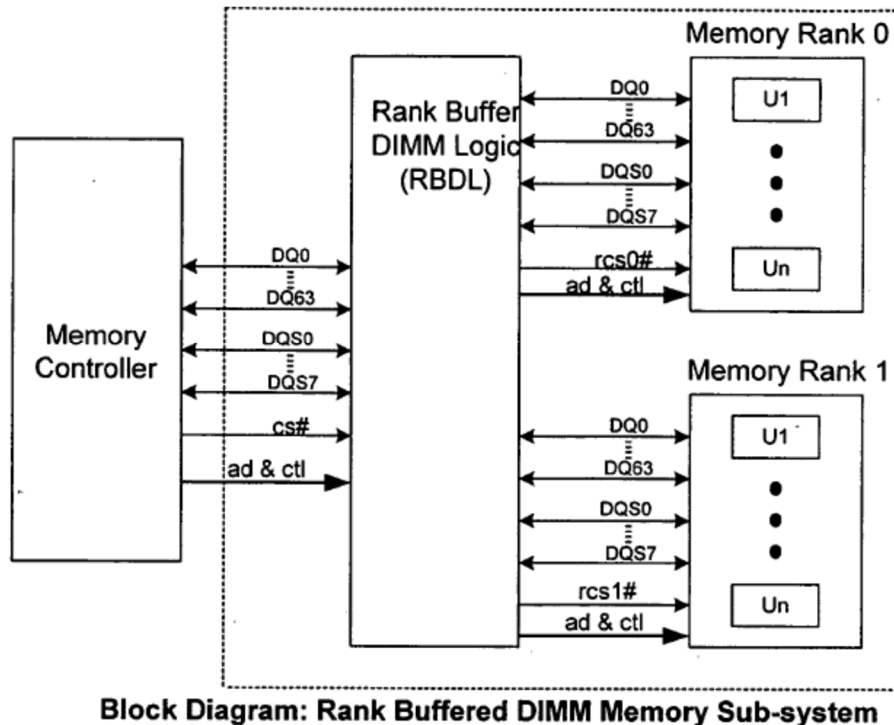 Memory Rank 0
U1
Un
Rank Buffer
DIMM Logic
(RBDL)
DQ0
DQ63
DQS0
DQS7
rcs0#
ad & ctl
Memory
Controller
DQ0
DQ63
DQS0
DQS7
cs#
ad & ctl
Memory Rank 1
U1
Un
DQ0
DQ63
DQS0
DQS7
rcs1#
ad & ctl
Block Diagram: Rank Buffered DIMM Memory Sub-system